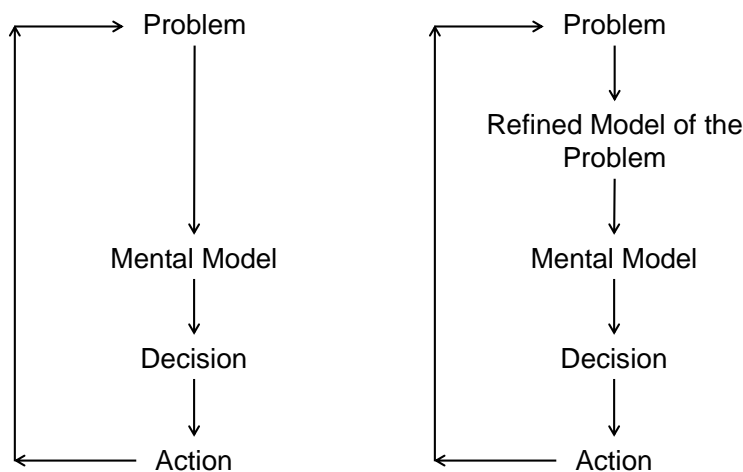 Problem
Mental Model
Decision
Action
Problem
Refined Model of the
Problem
Mental Model
Decision
Action